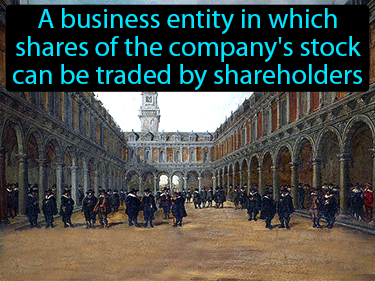 A business entity in which
shares of the company's stock
can be traded by shareholders